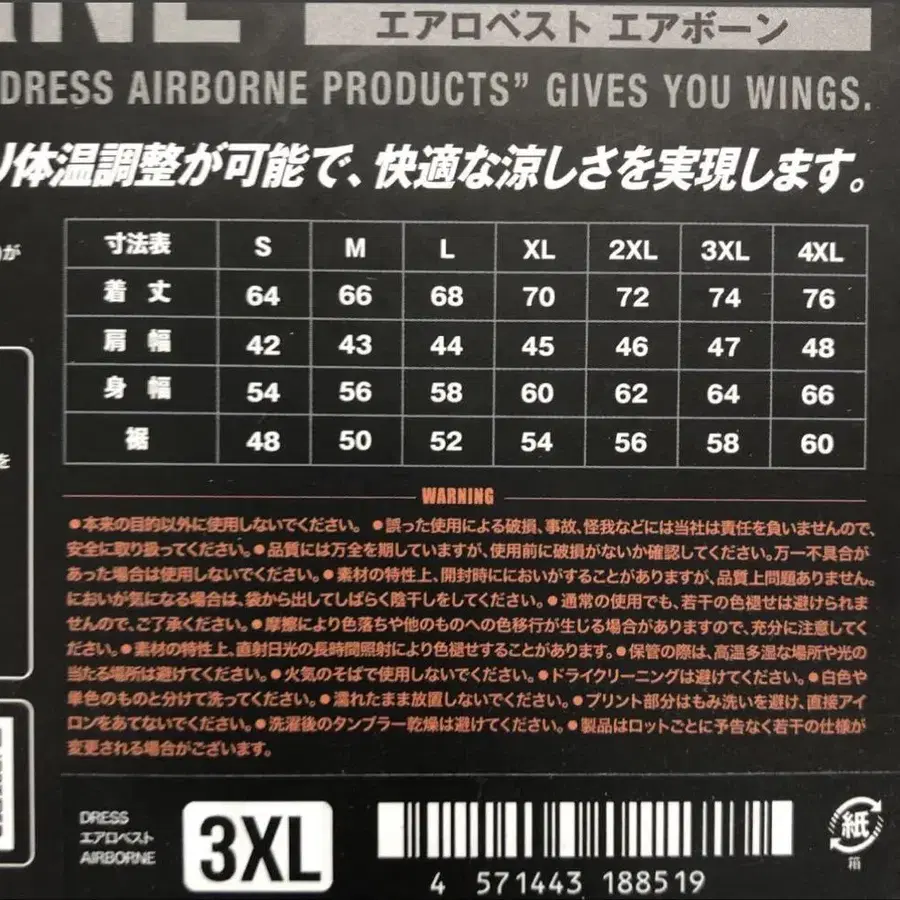 エアロベスト エアボーン
DRESS AIRBORNE PRODUCTS” GIVES YOU WINGS.
体温調整が可能で、快適な涼しさを実現します。
が
寸法表 S M L XL 2XL 3XL 4XL
着 丈 64 66 68 70 72 74 76
肩 幅 42 43 44 45 46 47 48
身 幅 54 56 58 60 62 64 66
裾 48 50 52 54 56 58 60
を
WARNING
●本来の目的以外に使用しないでください。●誤った使用による破損、事故、怪我などには当社は責任を負いませんので、
安全に取り扱ってください。●品質には万全を期していますが、使用前に破損がないか確認してください。万一不具合が
あった場合は使用しないでください。●素材の特性上、開封時ににおいがすることがありますが、品質上問題ありません。
においが気になる場合は、袋から出してしばらく陰干しをしてください。●通常の使用でも、若干の色褪せは避けられま
せんので、ご了承ください。●摩擦により色落ちや他のものへの色移行が生じる場合がありますので、充分に注意してく
ださい。●素材の特性上、直射日光の長時間照射により色褪せすることがあります。●保管の際は、高温多湿な場所や光の
当たる場所は避けてください。●火気のそばで使用しないでください。●ドライクリーニングは避けてください。●白色や
単色のものと分けて洗ってください。●濡れたまま放置しないでください。●プリント部分はもみ洗いを避け、直接アイ
ロンをあてないでください。●洗濯後のタンブラー乾燥は避けてください。●製品はロットごとに予告なく若干の仕様が
変更される場合がございます。
DRESS
エアロベスト
AIRBORNE
3XL
4 571443 188519
紙
箱